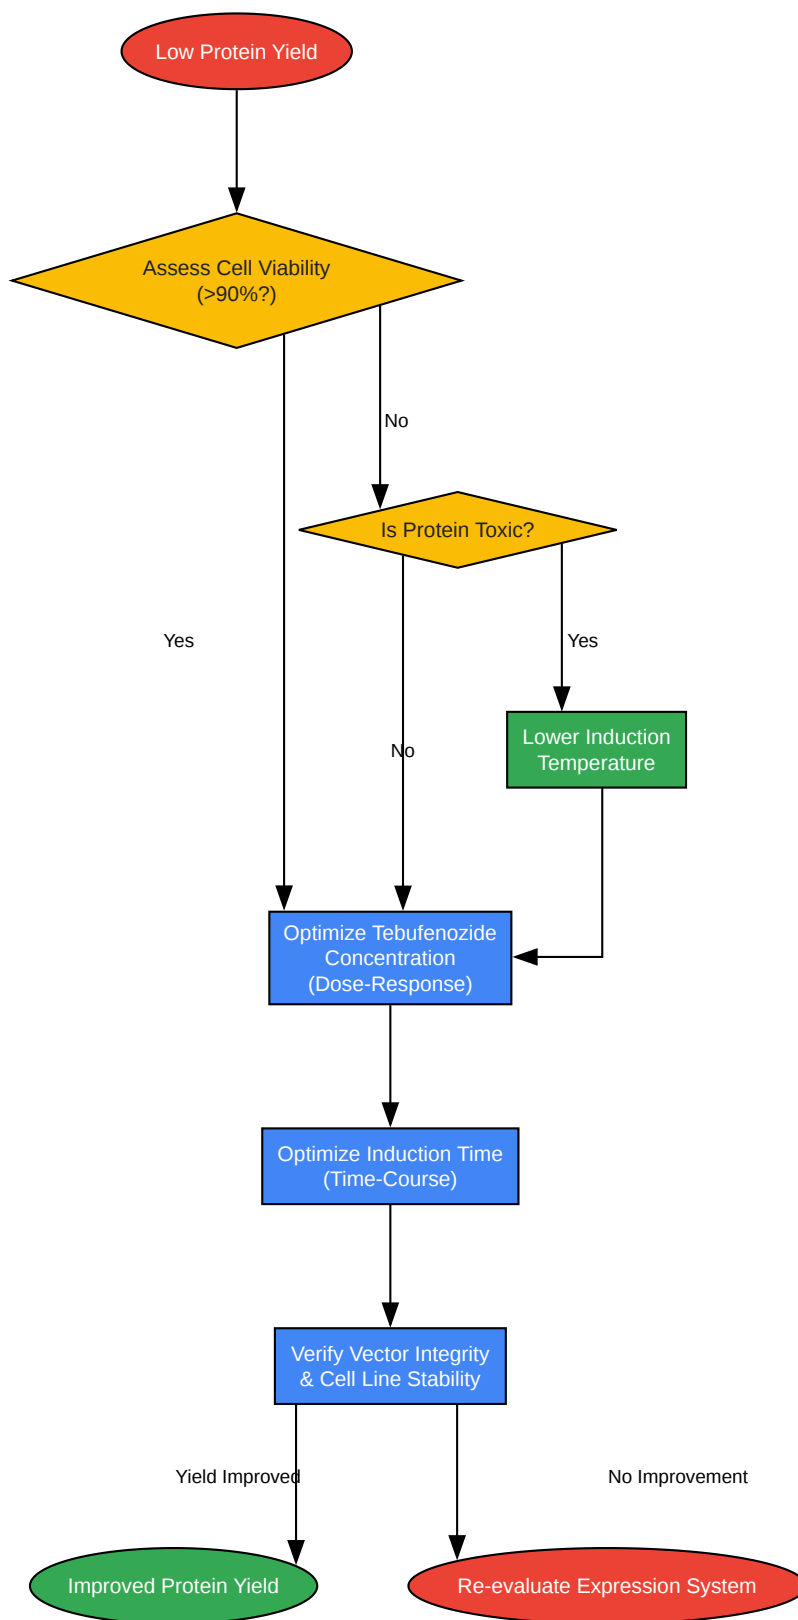 Low Protein Yield
Assess Cell Viability
(>90%?)
No
Is Protein Toxic?
Yes
Yes
Lower Induction
Temperature
No
Optimize Tebufenozide
Concentration
(Dose-Response)
Optimize Induction Time
(Time-Course)
Verify Vector Integrity
& Cell Line Stability
Yield Improved
No Improvement
Improved Protein Yield
Re-evaluate Expression System